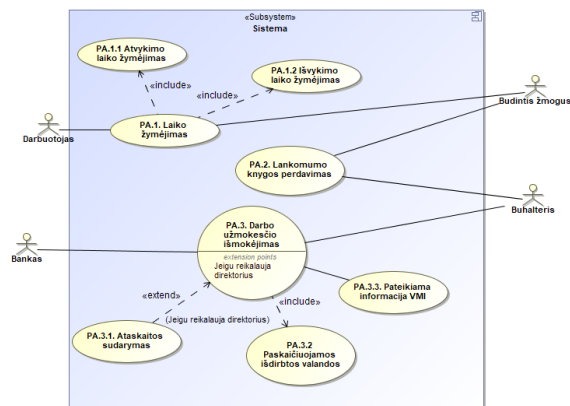 «Subsystem»
Sistema
PA.1.1 Atvykimo
laiko žymėjimas
PA.1.2 Išvykimo
laiko žymėjimas
«include»
«include»
PA.1. Laiko
žymėjimas
Darbuotojas
Budintis žmogus
PA.2. Lankomumo
knygos perdavimas
Buhalteris
PA.3. Darbo
užmokesčio
išmokėjimas
extension points
Jeigu reikalauja
direktorius
Bankas
PA.3.3. Pateikiama
informacija VMI
«extend»
«include»
(Jeigu reikalauja direktorius)
PA.3.1. Ataskaitos
sudarymas
PA.3.2
Paskaičiuojamos
išdirbtos valandos